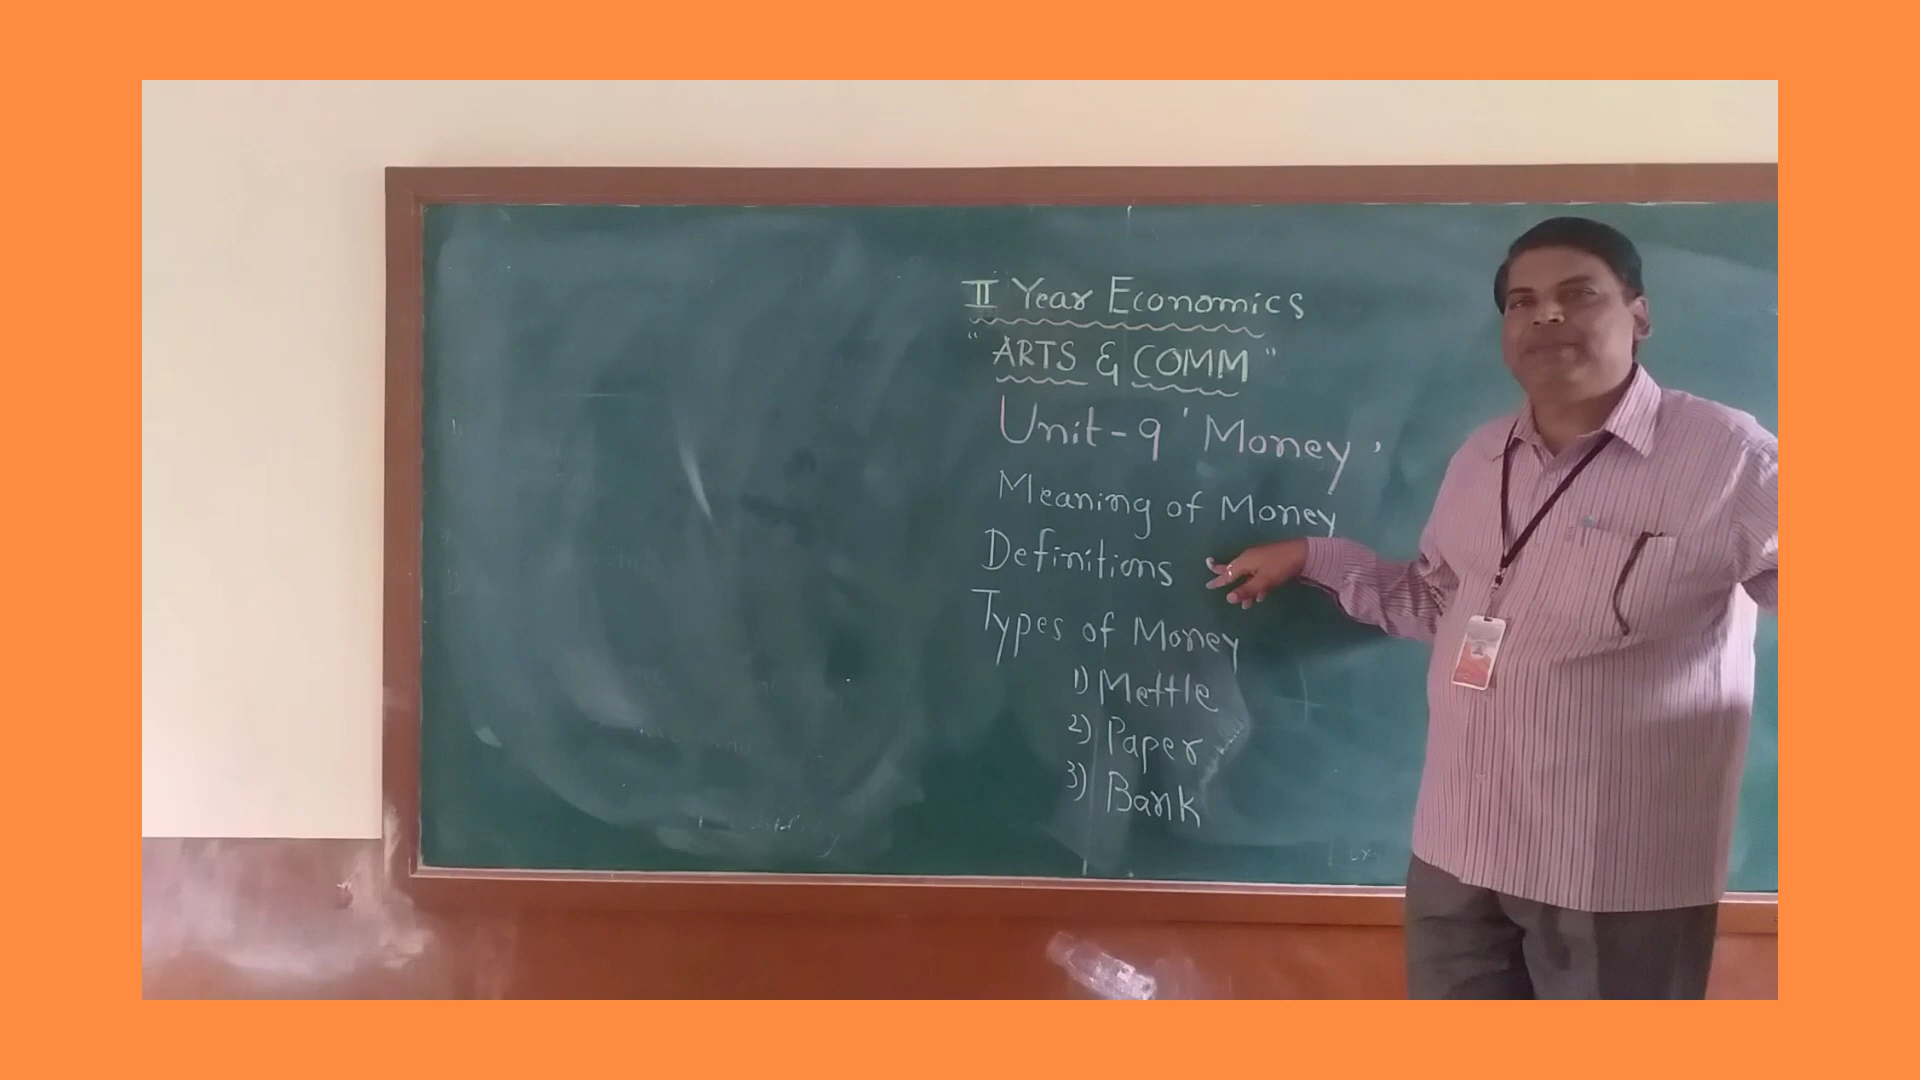 II Year Economics
"ARTS & COMM"
Unit-9 'Money'
Meaning of Money
Definitions
Types of Money
1) Mettle
2) Paper
3) Bank